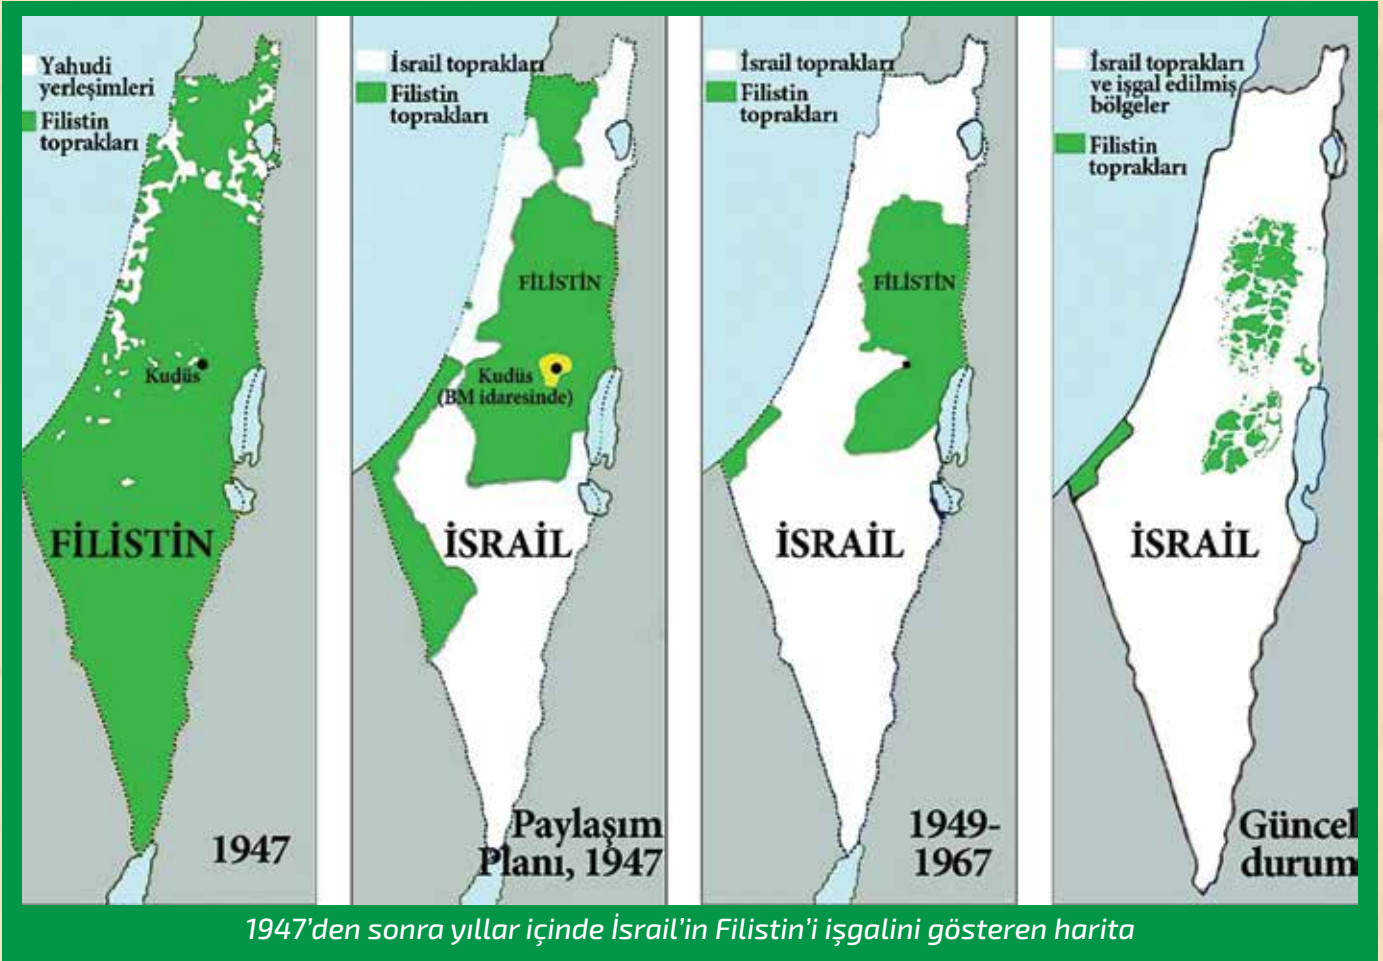 Yahudi
yerleşimleri
Filistin
toprakları
Kudüs
FİLİSTİN
1947
İsrail toprakları
Filistin
toprakları
FİLİSTİN
Kudüs
(BM idaresinde)
İSRAİL
Paylaşım
Planı, 1947
İsrail toprakları
Filistin
toprakları
FİLİSTİN
İSRAİL
1949-
1967
İsrail toprakları
ve işgal edilmiş
bölgeler
Filistin
toprakları
İSRAİL
Güncel
durum
1947'den sonra yıllar içinde İsrail'in Filistin'i işgalini gösteren harita